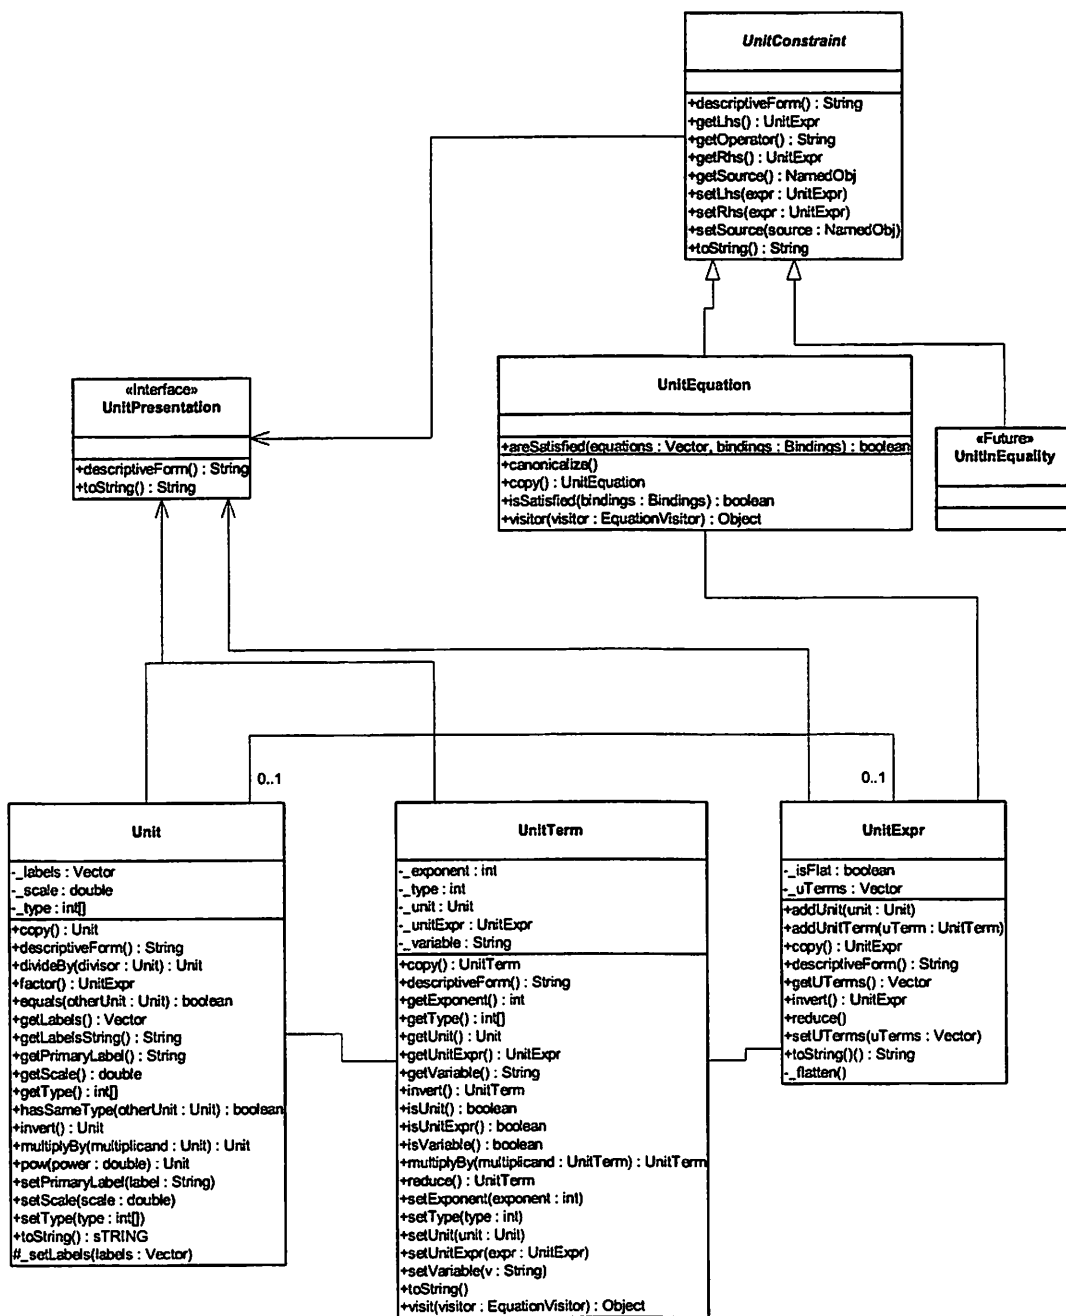 UnitConstraint
+descriptiveForm() : String
+getLhs() : UnitExpr
+getOperator() : String
+getRhs() : UnitExpr
+getSource() : NamedObj
+setLhs(expr : UnitExpr)
+setRhs(expr : UnitExpr)
+setSource(source : NamedObj)
+toString() : String
«Interface»
UnitPresentation
+descriptiveForm() : String
+toString() : String
UnitEquation
+areSatisfied(equations : Vector, bindings : Bindings) : boolean
+canonicalize()
+copy() : UnitEquation
+isSatisfied(bindings : Bindings) : boolean
+visitor(visitor : EquationVisitor) : Object
«Future»
UnitInEquality
0..1
0..1
Unit
-_labels : Vector
-_scale : double
-_type : int[]
+copy() : Unit
+descriptiveForm() : String
+divideBy(divisor : Unit) : Unit
+factor() : UnitExpr
+equals(otherUnit : Unit) : boolean
+getLabels() : Vector
+getLabelsString() : String
+getPrimaryLabel() : String
+getScale() : double
+getType() : int[]
+hasSameType(otherUnit : Unit) : boolean
+invert() : Unit
+multiplyBy(multiplicand : Unit) : Unit
+pow(power : double) : Unit
+setPrimaryLabel(label : String)
+setScale(scale : double)
+setType(type : int[])
+toString() : sTRING
#_setLabels(labels : Vector)
UnitTerm
-_exponent : int
-_type : int
-_unit : Unit
-_unitExpr : UnitExpr
-_variable : String
+copy() : UnitTerm
+descriptiveForm() : String
+getExponent() : int
+getType() : int[]
+getUnit() : Unit
+getUnitExpr() : UnitExpr
+getVariable() : String
+invert() : UnitTerm
+isUnit() : boolean
+isUnitExpr() : boolean
+isVariable() : boolean
+multiplyBy(multiplicand : UnitTerm) : UnitTerm
+reduce() : UnitTerm
+setExponent(exponent : int)
+setType(type : int)
+setUnit(unit : Unit)
+setUnitExpr(expr : UnitExpr)
+setVariable(v : String)
+toString()
+visit(visitor : EquationVisitor) : Object
UnitExpr
-_isFlat : boolean
-_uTerms : Vector
+addUnit(unit : Unit)
+addUnitTerm(uTerm : UnitTerm)
+copy() : UnitExpr
+descriptiveForm() : String
+getUTerms() : Vector
+invert() : UnitExpr
+reduce()
+setUTerms(uTerms : Vector)
+toString()() : String
-_flatten()